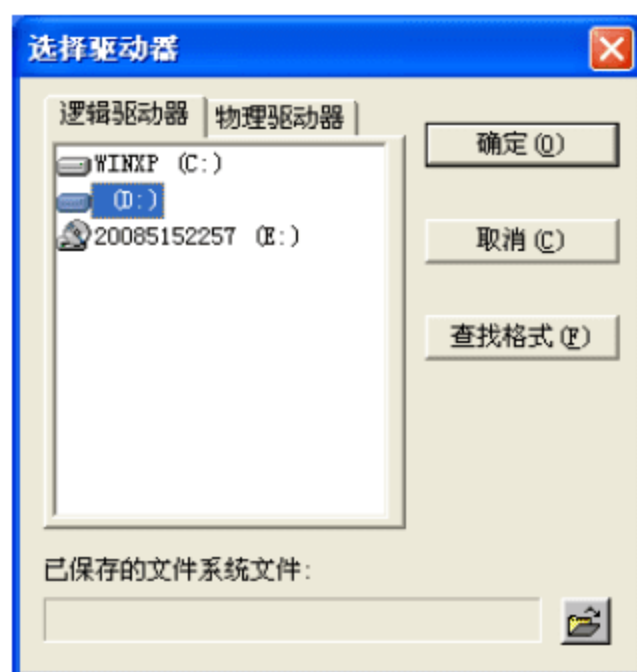 选择驱动器
逻辑驱动器 物理驱动器
WINXP (C:)
(D:)
20085152257 (E:)
确定(O)
取消(C)
查找格式(F)
已保存的文件系统文件: